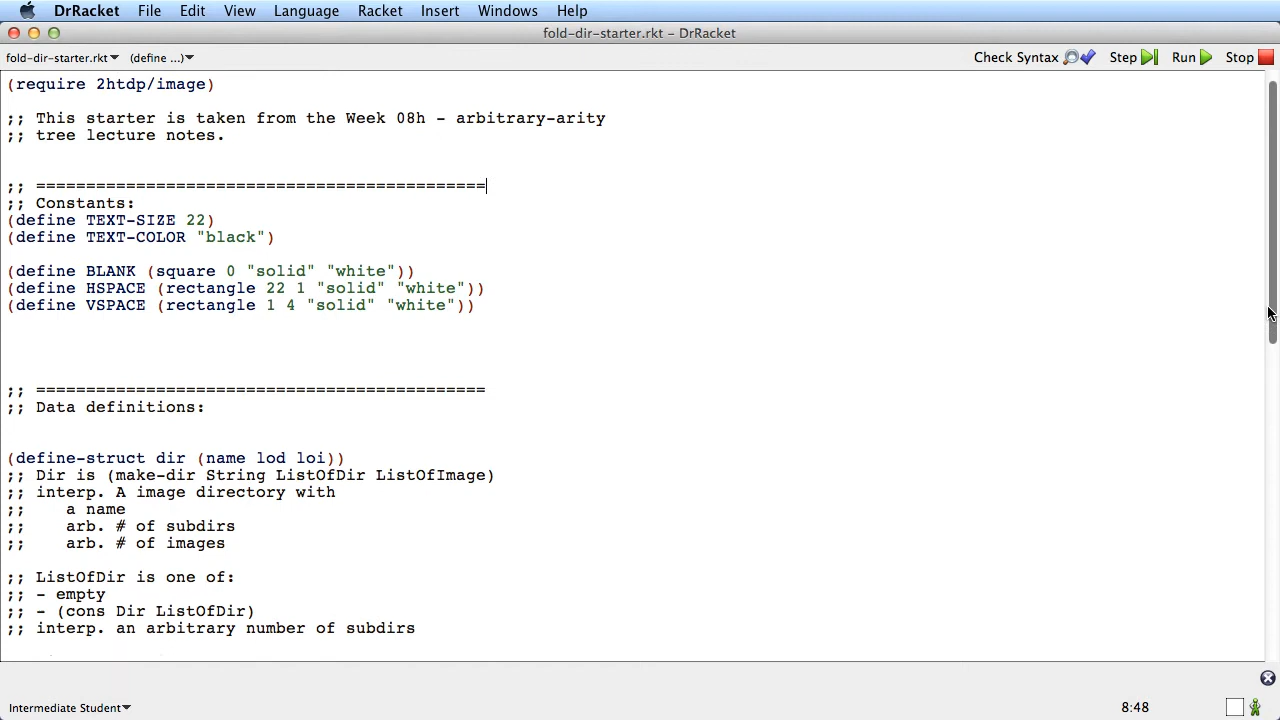 DrRacket File Edit View Language Racket Insert Windows Help
fold-dir-starter.rkt – DrRacket
fold-dir-starter.rkt (define ...) Check Syntax Step Run Stop
(require 2htdp/image)
;; This starter is taken from the Week 08h - arbitrary-arity
;; tree lecture notes.
;; =============================================
;; Constants:
(define TEXT-SIZE 22)
(define TEXT-COLOR "black")
(define BLANK (square 0 "solid" "white"))
(define HSPACE (rectangle 22 1 "solid" "white"))
(define VSPACE (rectangle 1 4 "solid" "white"))
;; =============================================
;; Data definitions:
(define-struct dir (name lod loi))
;; Dir is (make-dir String ListOfDir ListOfImage)
;; interp. A image directory with
;;    a name
;;    arb. # of subdirs
;;    arb. # of images
;; ListOfDir is one of:
;; - empty
;; - (cons Dir ListOfDir)
;; interp. an arbitrary number of subdirs
Intermediate Student 8:48